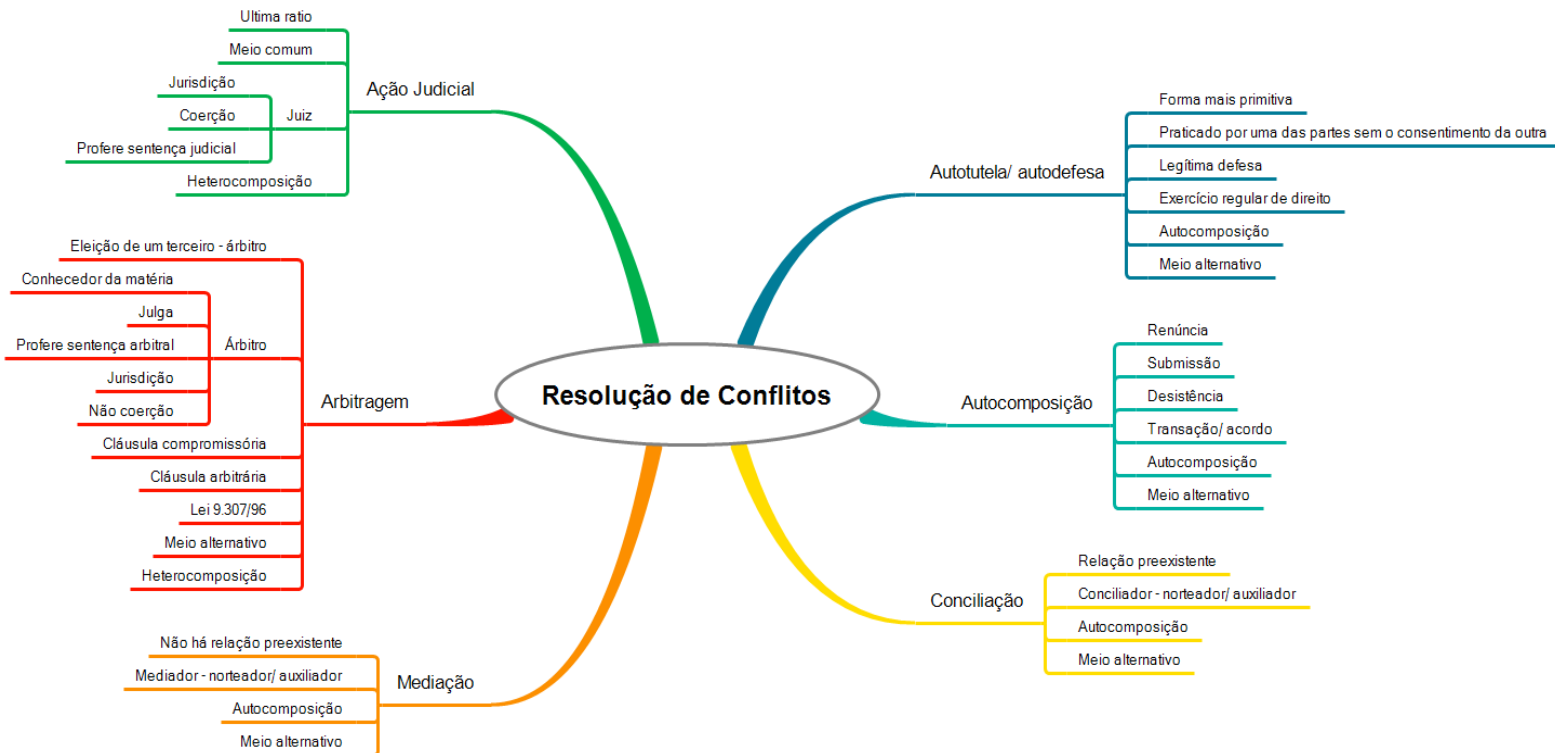 Resolução de Conflitos
Ação Judicial
Ultima ratio
Meio comum
Juiz
Jurisdição
Coerção
Profere sentença judicial
Heterocomposição
Arbitragem
Eleição de um terceiro - árbitro
Árbitro
Conhecedor da matéria
Julga
Profere sentença arbitral
Jurisdição
Não coerção
Cláusula compromissória
Cláusula arbitrária
Lei 9.307/96
Meio alternativo
Heterocomposição
Mediação
Não há relação preexistente
Mediador - norteador/ auxiliador
Autocomposição
Meio alternativo
Autotutela/ autodefesa
Forma mais primitiva
Praticado por uma das partes sem o consentimento da outra
Legítima defesa
Exercício regular de direito
Autocomposição
Meio alternativo
Autocomposição
Renúncia
Submissão
Desistência
Transação/ acordo
Autocomposição
Meio alternativo
Conciliação
Relação preexistente
Conciliador - norteador/ auxiliador
Autocomposição
Meio alternativo